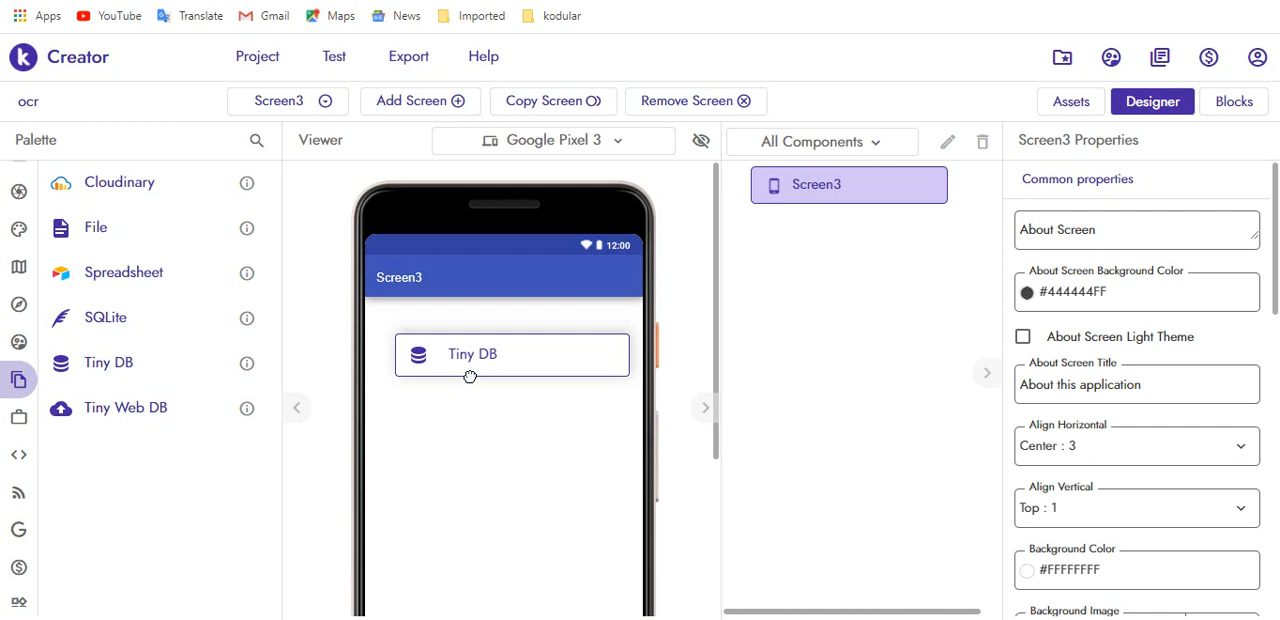 Apps YouTube Translate Gmail Maps News Imported kodular
Creator Project Test Export Help
ocr Screen3 Add Screen Copy Screen Remove Screen Assets Designer Blocks
Palette Viewer Google Pixel 3 All Components Screen3 Properties
Cloudinary
File
Spreadsheet
SQLite
Tiny DB
Tiny Web DB
12:00
Screen3
Tiny DB
Screen3
Common properties
About Screen
About Screen Background Color
#444444FF
About Screen Light Theme
About Screen Title
About this application
Align Horizontal
Center : 3
Align Vertical
Top : 1
Background Color
#FFFFFFFF
Background Image